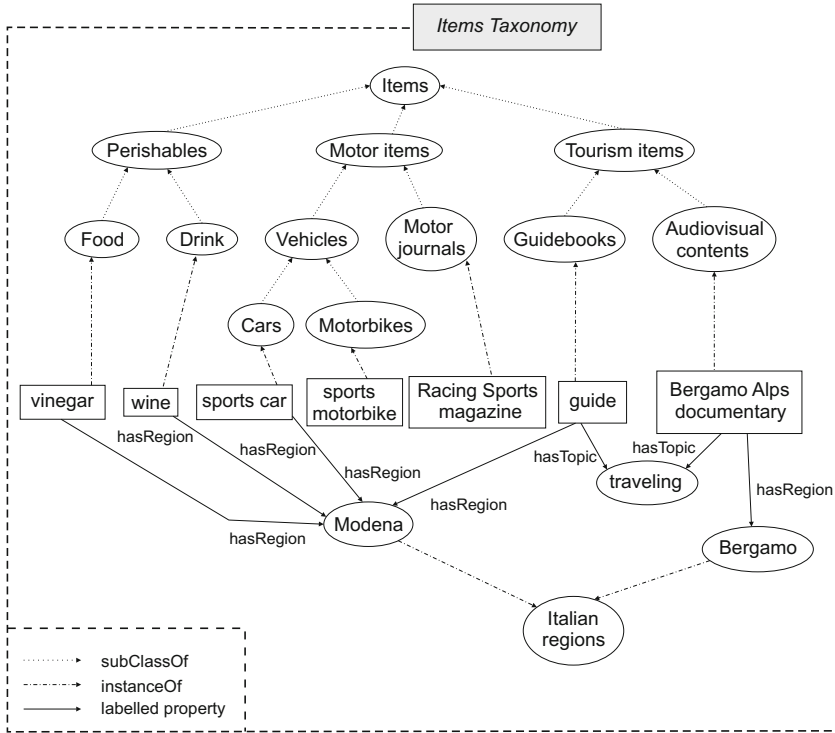 Items Taxonomy
Items
Perishables
Motor items
Tourism items
Food
Drink
Vehicles
Motor
journals
Guidebooks
Audiovisual
contents
Cars
Motorbikes
vinegar
wine
sports car
sports
motorbike
Racing Sports
magazine
guide
Bergamo Alps
documentary
hasRegion
hasRegion
hasRegion
hasRegion
hasRegion
hasTopic
hasTopic
hasRegion
traveling
Modena
Bergamo
Italian
regions
subClassOf
instanceOf
labelled property